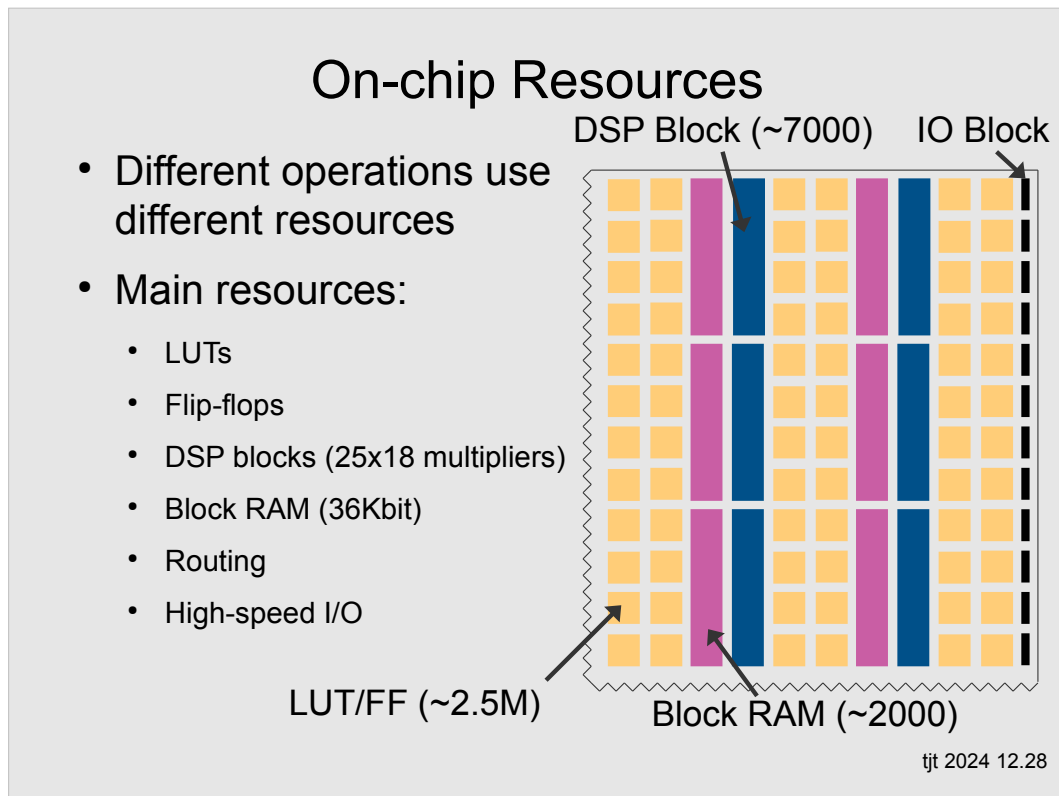 On-chip Resources
DSP Block (~7000)
IO Block
• Different operations use
different resources
• Main resources:
• LUTs
• Flip-flops
• DSP blocks (25x18 multipliers)
• Block RAM (36Kbit)
• Routing
• High-speed I/O
LUT/FF (~2.5M)
Block RAM (~2000)
tjt 2024 12.28